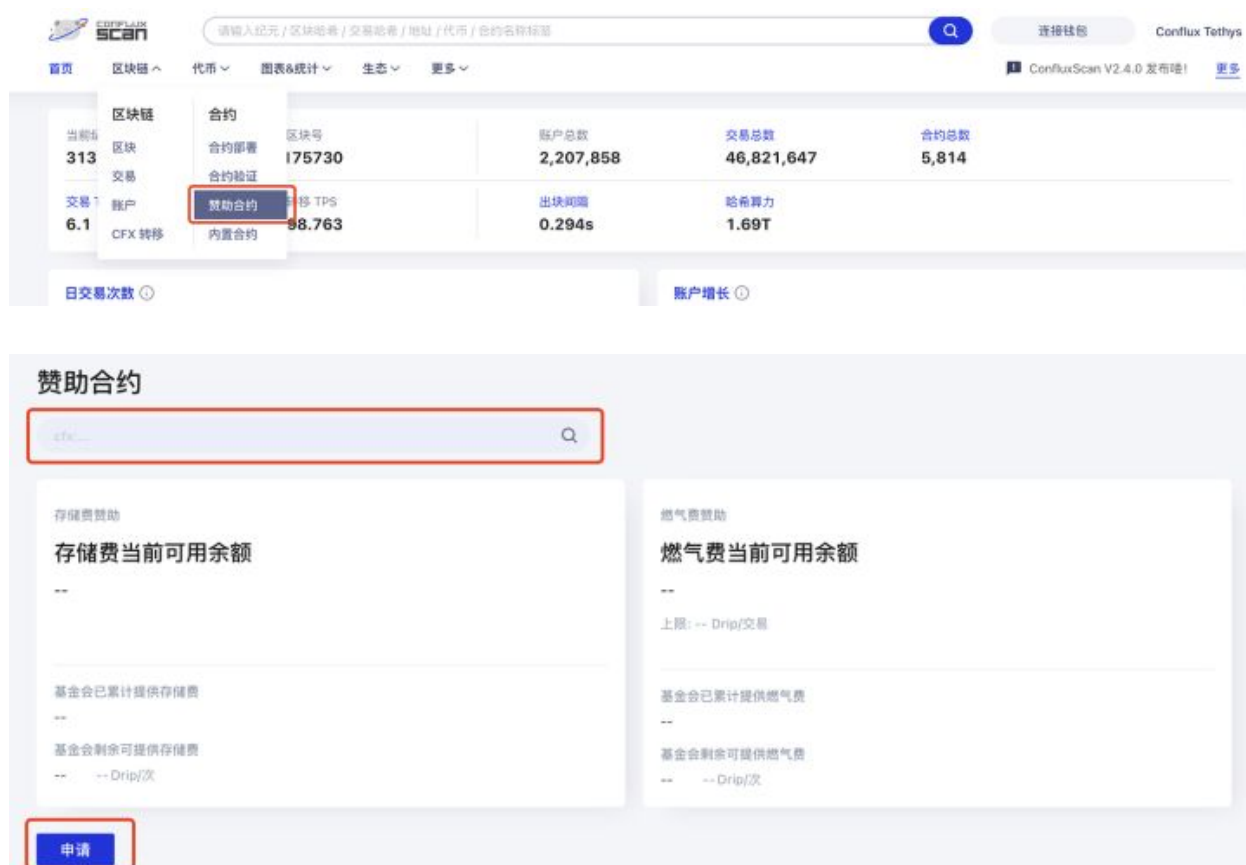 CONFLUX
scan
请输入纪元 / 区块哈希 / 交易哈希 / 地址 / 代币 / 合约名称标签
连接钱包
Conflux Tethys
首页 区块链 代币 图表&统计 生态 更多
ConfluxScan V2.4.0 发布哇! 更多
区块链 合约
区块 合约部署
交易 合约验证
账户 赞助合约
CFX 转移 内置合约
当前
313
区块号
175730
账户总数
2,207,858
交易总数
46,821,647
合约总数
5,814
交易
6.1
TPS
98.763
出块间隔
0.294s
哈希算力
1.69T
日交易次数
账户增长
赞助合约
cfx:...
存储费赞助
存储费当前可用余额
--
基金会已累计提供存储费
--
基金会剩余可提供存储费
-- -- Drip/次
燃气费赞助
燃气费当前可用余额
--
上限: -- Drip/交易
基金会已累计提供燃气费
--
基金会剩余可提供燃气费
-- -- Drip/次
申请